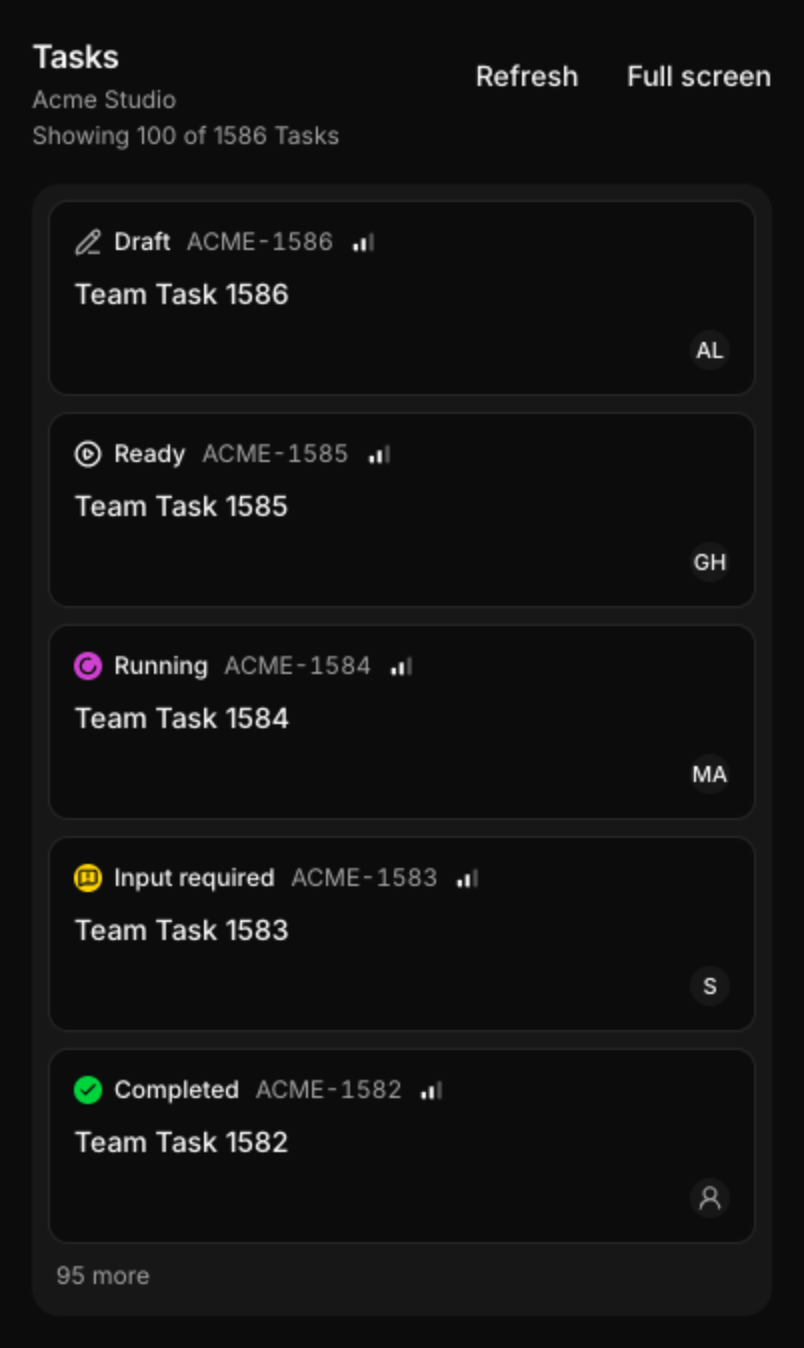 Tasks
Acme Studio
Showing 100 of 1586 Tasks
Refresh
Full screen
Draft ACME-1586
Team Task 1586
AL
Ready ACME-1585
Team Task 1585
GH
Running ACME-1584
Team Task 1584
MA
Input required ACME-1583
Team Task 1583
S
Completed ACME-1582
Team Task 1582
95 more